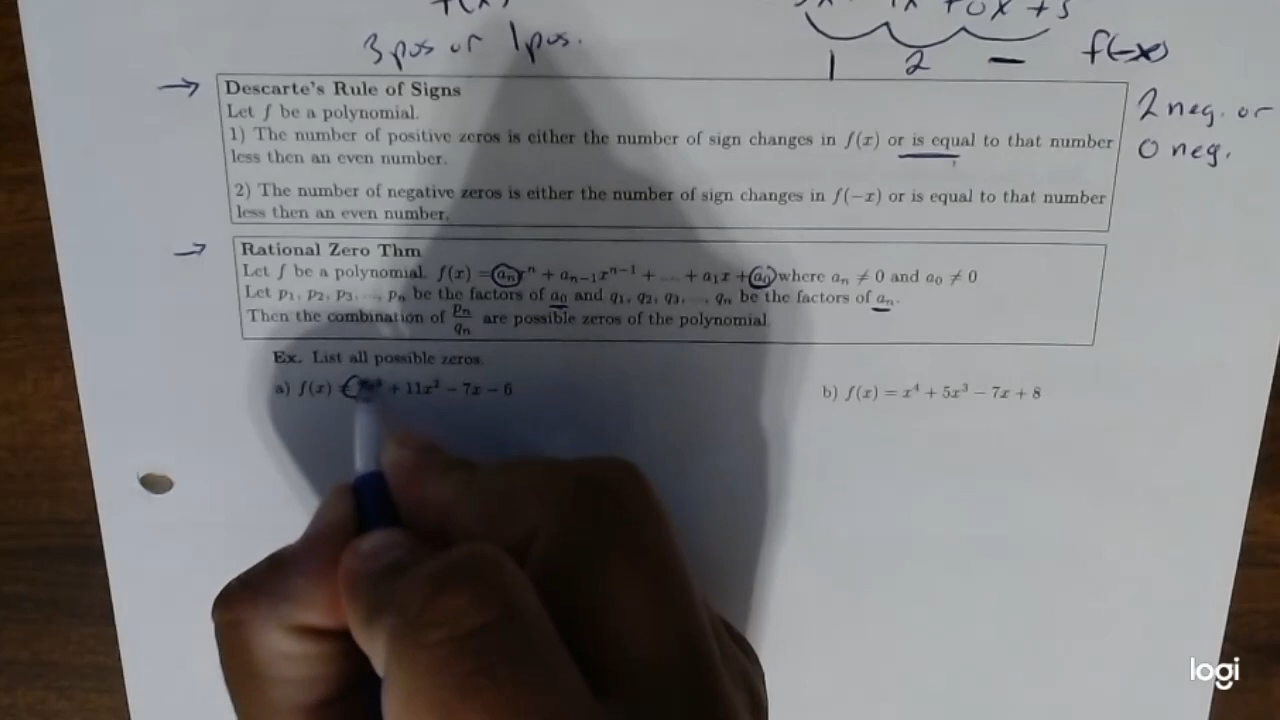 3 pos or 1 pos.
+ 3
1 2 — f(-x)
2 neg. or
0 neg.
Descarte's Rule of Signs
Let f be a polynomial.
1) The number of positive zeros is either the number of sign changes in f(x) or is equal to that number
less then an even number.
2) The number of negative zeros is either the number of sign changes in f(−x) or is equal to that number
less then an even number.
Rational Zero Thm
Let f be a polynomial. f(x) = aₙxⁿ + aₙ₋₁xⁿ⁻¹ + ... + a₁x + a₀ where aₙ ≠ 0 and a₀ ≠ 0
Let p₁, p₂, p₃, ..., pₙ be the factors of a₀ and q₁, q₂, q₃, ..., qₙ be the factors of aₙ.
Then the combination of pₙ/qₙ are possible zeros of the polynomial
Ex. List all possible zeros.
a) f(x) + 11x² − 7x − 6
b) f(x) = x⁴ + 5x³ − 7x + 8
logi